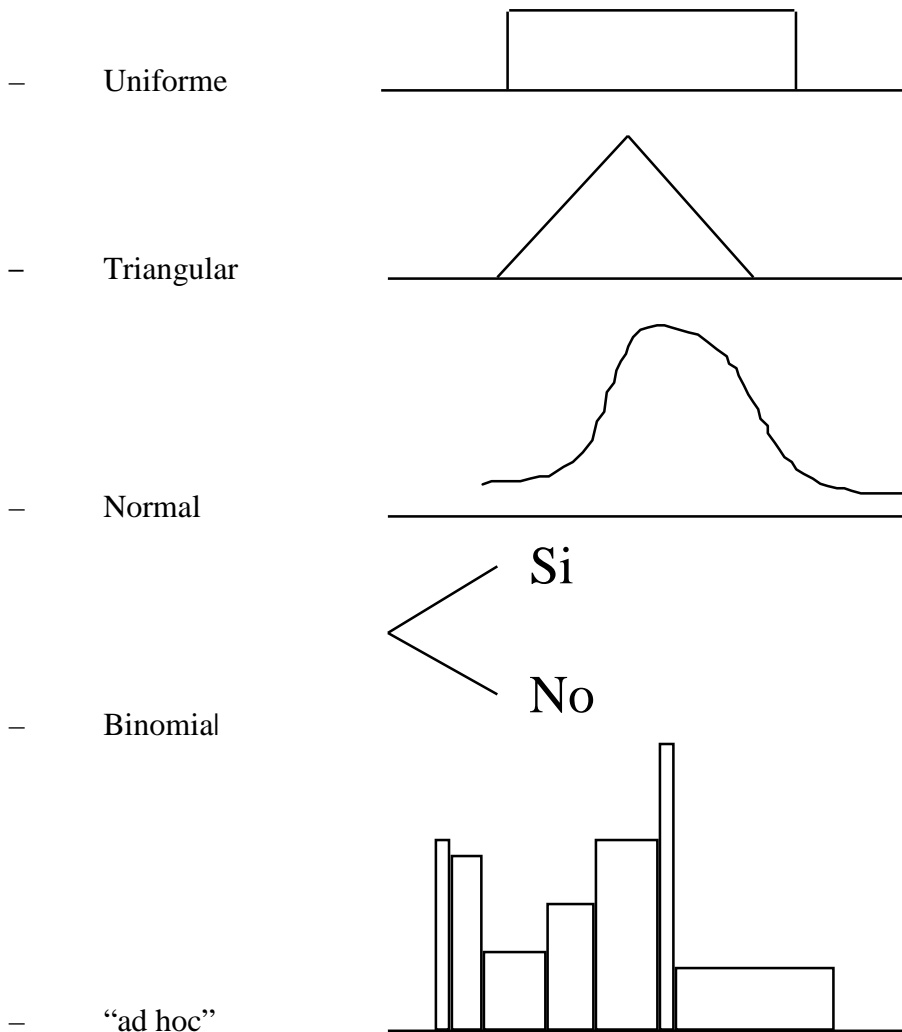 – Uniforme
– Triangular
– Normal
Si
No
– Binomial
– “ad hoc”